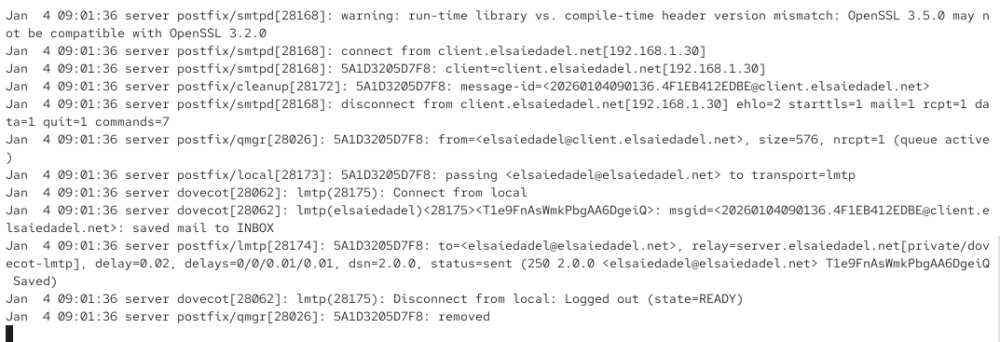 Jan  4 09:01:36 server postfix/smtpd[28168]: warning: run-time library vs. compile-time header version mismatch: OpenSSL 3.5.0 may n
ot be compatible with OpenSSL 3.2.0
Jan  4 09:01:36 server postfix/smtpd[28168]: connect from client.elsaiedadel.net[192.168.1.30]
Jan  4 09:01:36 server postfix/smtpd[28168]: 5A1D3205D7F8: client=client.elsaiedadel.net[192.168.1.30]
Jan  4 09:01:36 server postfix/cleanup[28172]: 5A1D3205D7F8: message-id=<20260104090136.4F1EB412EDBE@client.elsaiedadel.net>
Jan  4 09:01:36 server postfix/smtpd[28168]: disconnect from client.elsaiedadel.net[192.168.1.30] ehlo=2 starttls=1 mail=1 rcpt=1 da
ta=1 quit=1 commands=7
Jan  4 09:01:36 server postfix/qmgr[28026]: 5A1D3205D7F8: from=<elsaiedadel@client.elsaiedadel.net>, size=576, nrcpt=1 (queue active
)
Jan  4 09:01:36 server postfix/local[28173]: 5A1D3205D7F8: passing <elsaiedadel@elsaiedadel.net> to transport=lmtp
Jan  4 09:01:36 server dovecot[28062]: lmtp(28175): Connect from local
Jan  4 09:01:36 server dovecot[28062]: lmtp(elsaiedadel)<28175><T1e9FnAsWmkPbgAA6DgeiQ>: msgid=<20260104090136.4F1EB412EDBE@client.e
lsaiedadel.net>: saved mail to INBOX
Jan  4 09:01:36 server postfix/lmtp[28174]: 5A1D3205D7F8: to=<elsaiedadel@elsaiedadel.net>, relay=server.elsaiedadel.net[private/dov
ecot-lmtp], delay=0.02, delays=0/0/0.01/0.01, dsn=2.0.0, status=sent (250 2.0.0 <elsaiedadel@elsaiedadel.net> T1e9FnAsWmkPbgAA6DgeiQ
 Saved)
Jan  4 09:01:36 server dovecot[28062]: lmtp(28175): Disconnect from local: Logged out (state=READY)
Jan  4 09:01:36 server postfix/qmgr[28026]: 5A1D3205D7F8: removed